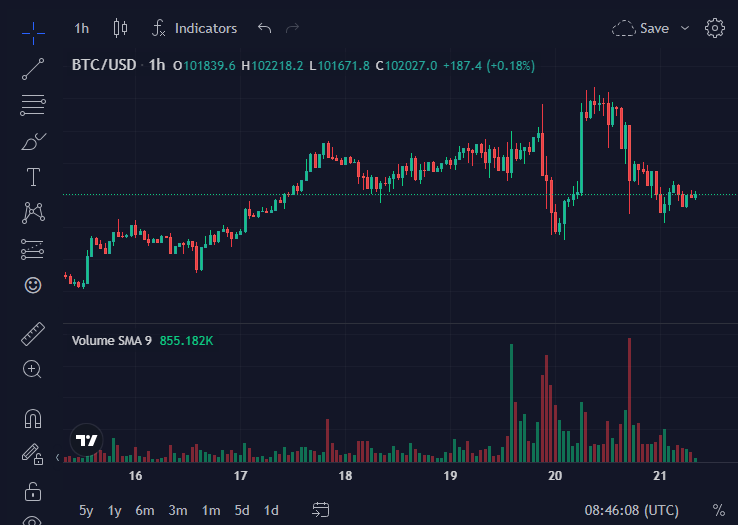 1h Indicators Save
BTC/USD · 1h O101839.6 H102218.2 L101671.8 C102027.0 +187.4 (+0.18%)
T
Volume SMA 9 855.182K
16 17 18 19 20 21
5y 1y 6m 3m 1m 5d 1d 08:46:08 (UTC) %